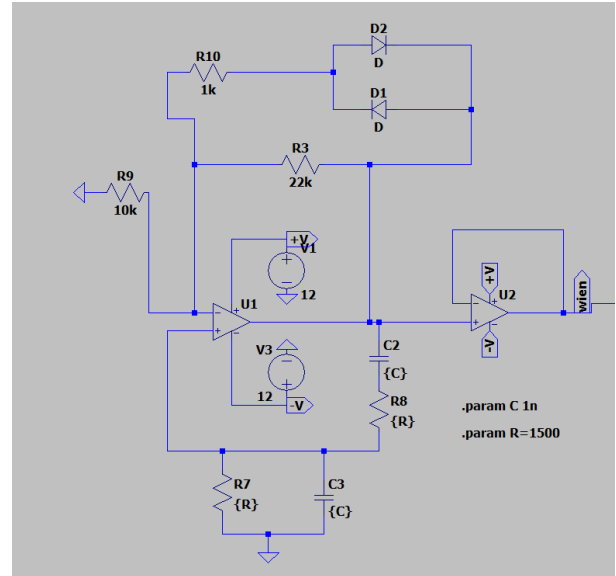 D2
D
R10
1k
D1
D
R3
22k
R9
10k
+V
V1
12
U1
+V
U2
-V
wien
V3
12
-V
C2
{C}
R8
{R}
.param C 1n
.param R=1500
R7
{R}
C3
{C}